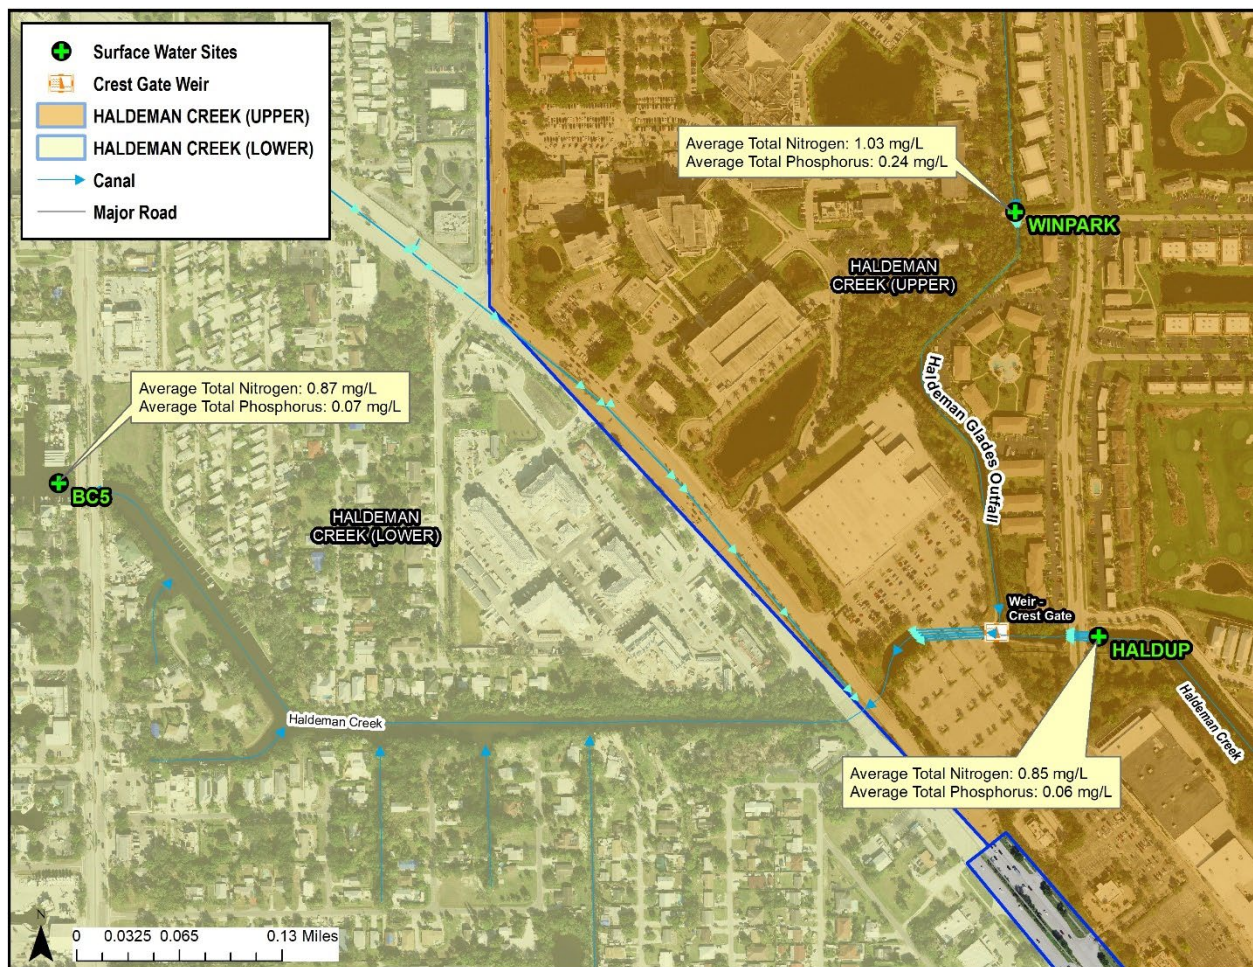 Surface Water Sites
Crest Gate Weir
HALDEMAN CREEK (UPPER)
HALDEMAN CREEK (LOWER)
Canal
Major Road
Average Total Nitrogen: 1.03 mg/L
Average Total Phosphorus: 0.24 mg/L
WINPARK
HALDEMAN
CREEK (UPPER)
Haldeman Glades Outfall
Average Total Nitrogen: 0.87 mg/L
Average Total Phosphorus: 0.07 mg/L
BC5
HALDEMAN
CREEK (LOWER)
Weir -
Crest Gate
HALDUP
Haldeman Creek
Haldeman Creek
Average Total Nitrogen: 0.85 mg/L
Average Total Phosphorus: 0.06 mg/L
N
0 0.0325 0.065 0.13 Miles